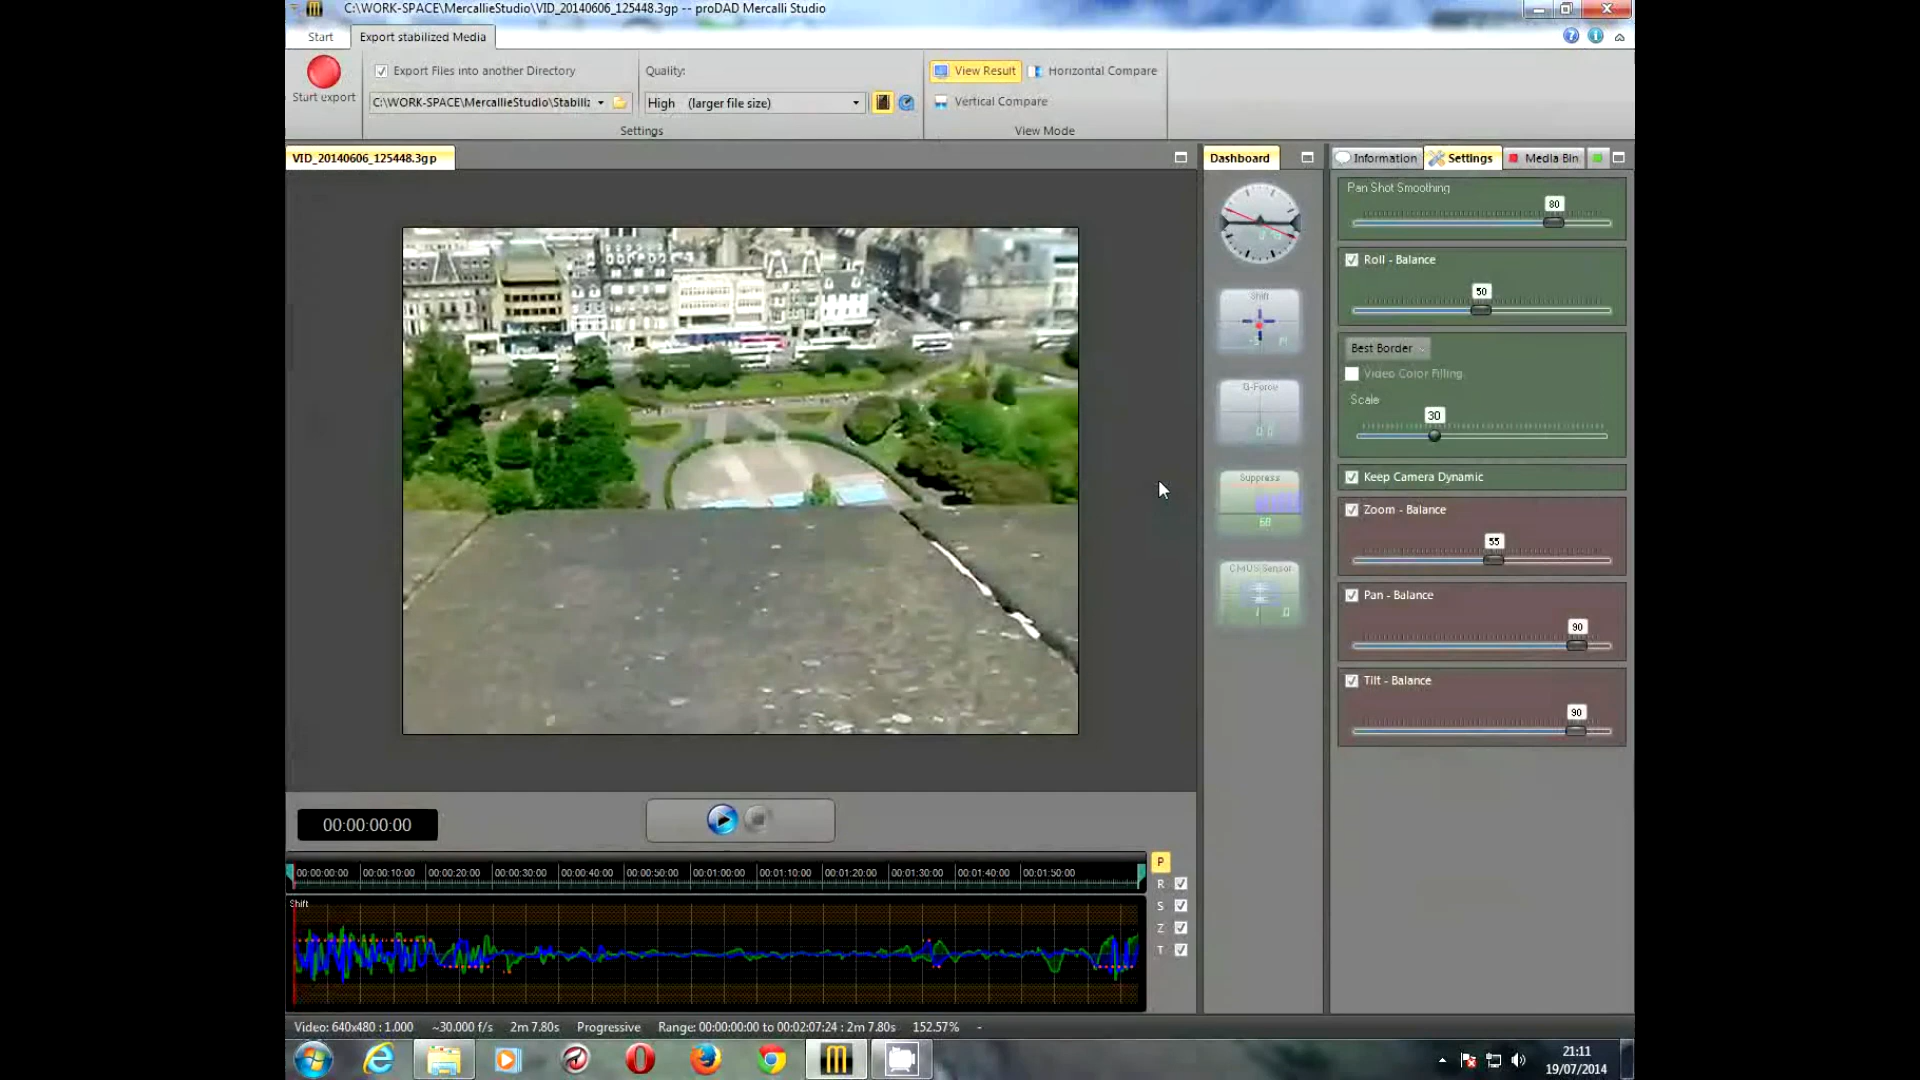 C:\WORK-SPACE\MercallieStudio\VID_20140606_125448.3gp -- proDAD Mercalli Studio
Start
Export stabilized Media
Start export
Export Files into another Directory
C:\WORK-SPACE\MercallieStudio\Stabiliz
Quality:
High (larger file size)
Settings
View Result
Horizontal Compare
Vertical Compare
View Mode
VID_20140606_125448.3gp
Dashboard
Information
Settings
Media Bin
Shift
G-Force
Suppress
68
CMOS Sensor
Pan Shot Smoothing
80
Roll - Balance
50
Best Border
Video Color Filling
Scale
30
Keep Camera Dynamic
Zoom - Balance
55
Pan - Balance
90
Tilt - Balance
90
00:00:00:00
00:00:00:00 00:00:10:00 00:00:20:00 00:00:30:00 00:00:40:00 00:00:50:00 00:01:00:00 00:01:10:00 00:01:20:00 00:01:30:00 00:01:40:00 00:01:50:00
P
R
S
Z
T
Shift
Video: 640x480 : 1.000 ~30.000 f/s 2m 7.80s Progressive Range: 00:00:00:00 to 00:02:07:24 : 2m 7.80s 152.57% -
21:11
19/07/2014